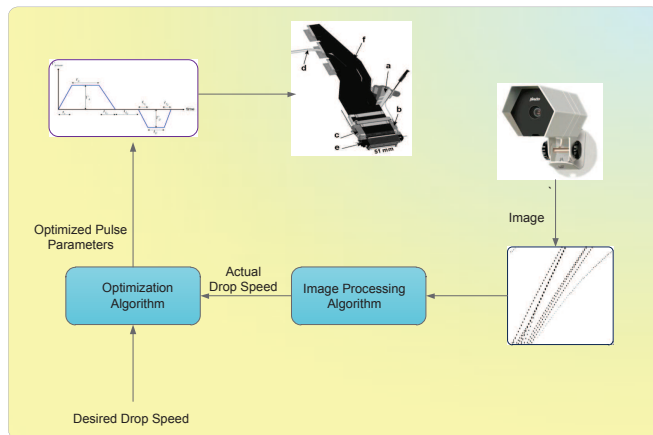 f
d
a
b
c
e
51 mm
Image
Optimized Pulse
Parameters
Actual
Drop Speed
Optimization
Algorithm
Image Processing
Algorithm
Desired Drop Speed